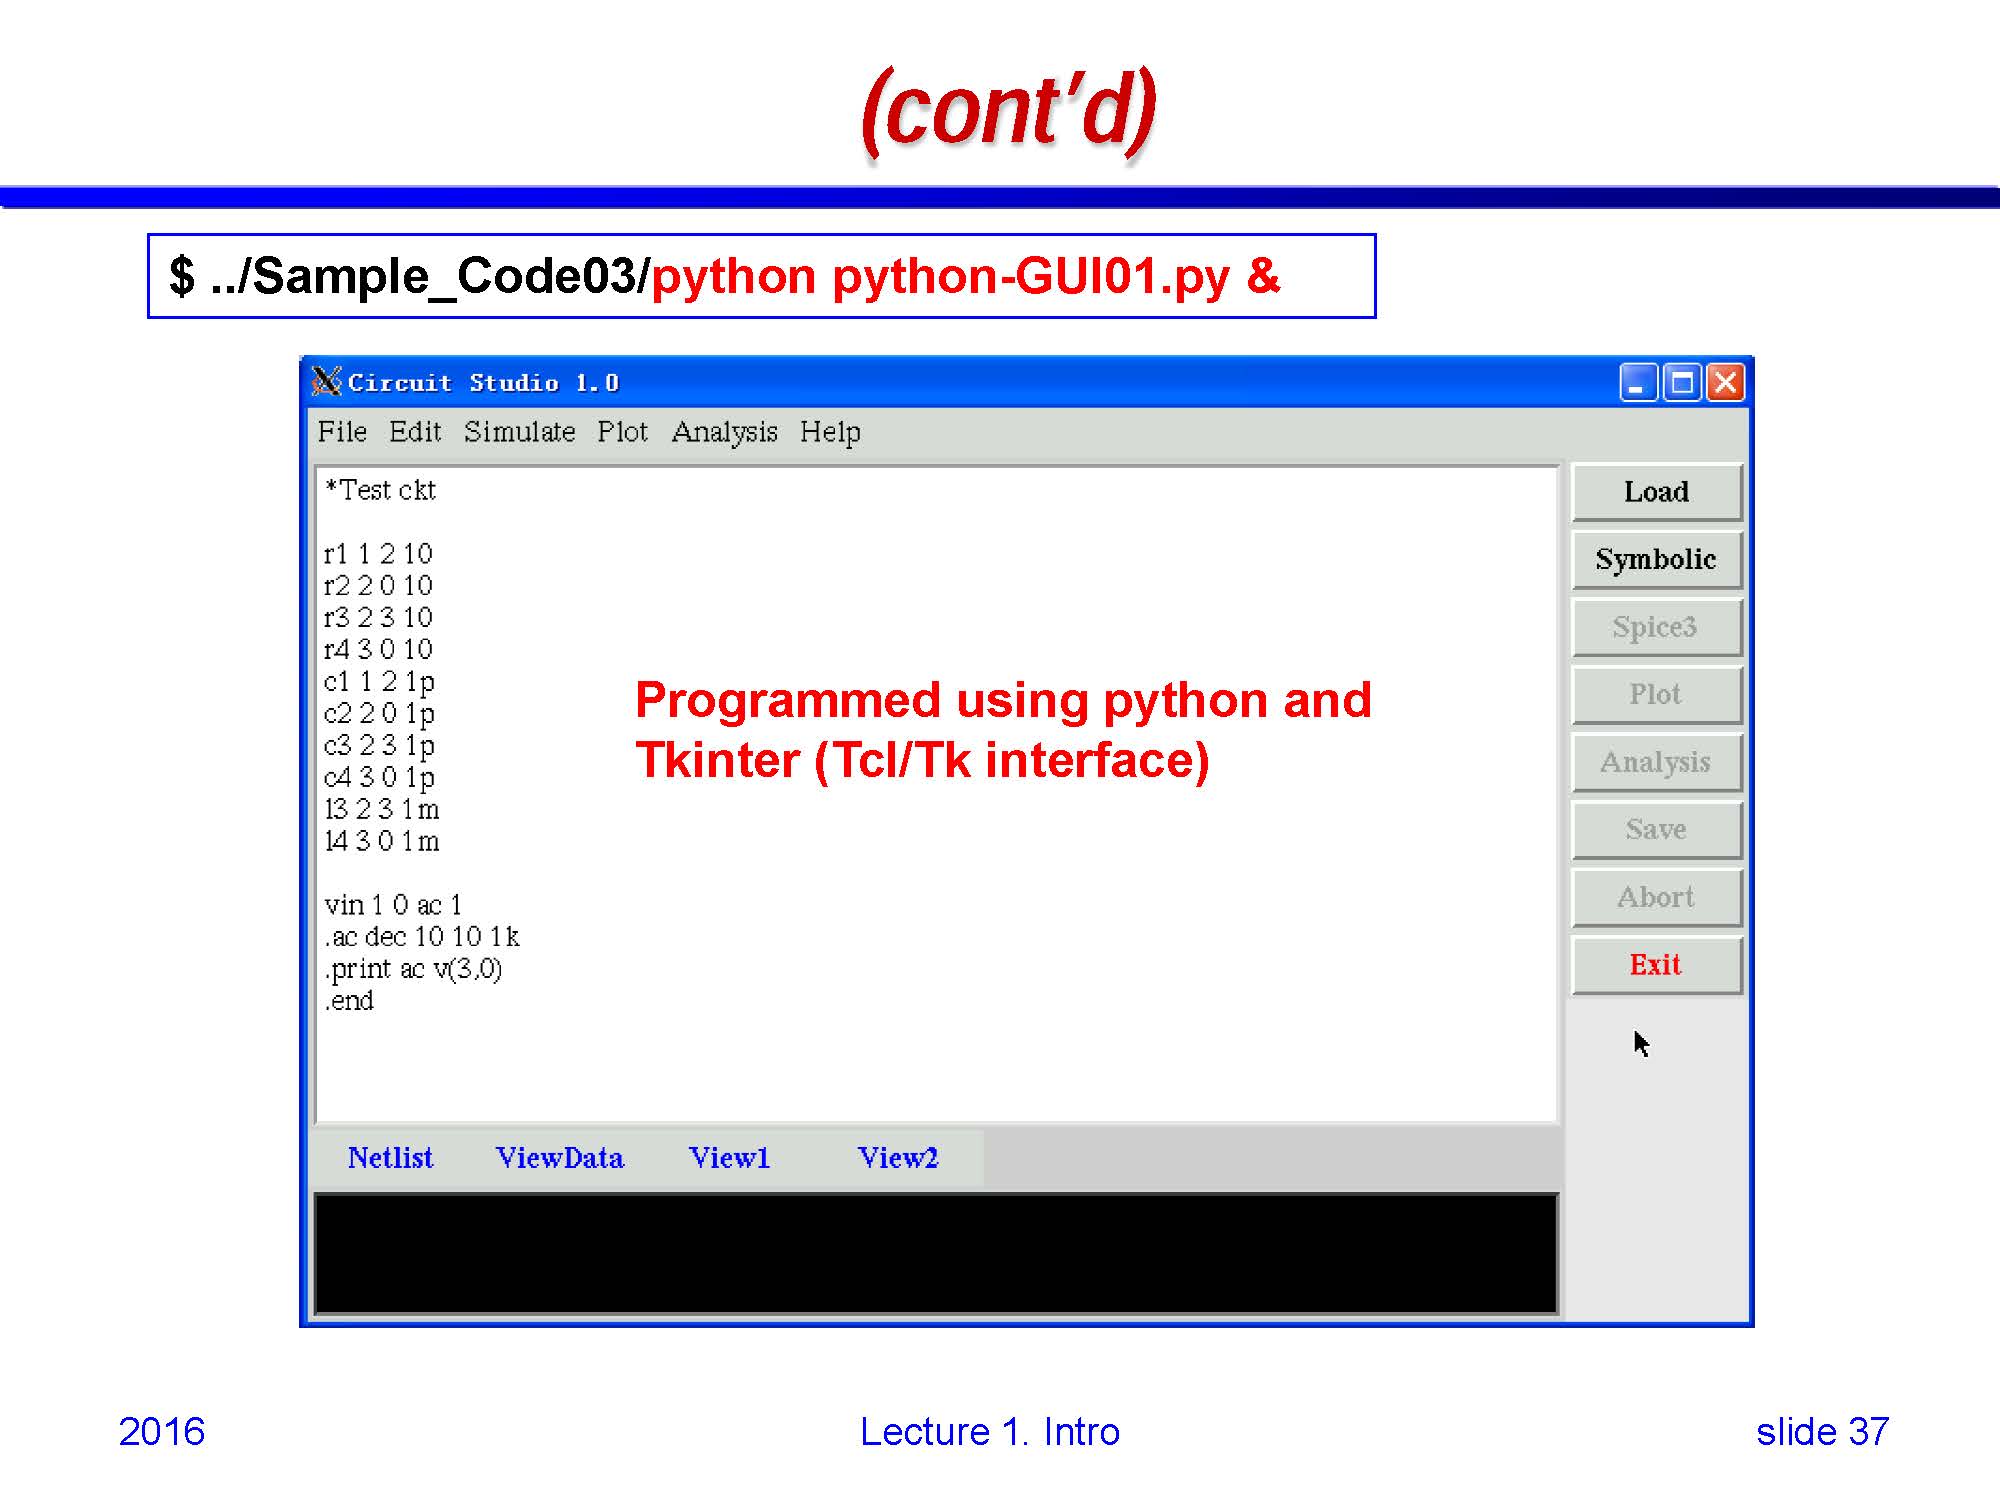 (cont’d)
$ ../Sample_Code03/python python-GUI01.py &
Circuit Studio 1.0
File Edit Simulate Plot Analysis Help
*Test ckt
r1 1 2 10
r2 2 0 10
r3 2 3 10
r4 3 0 10
c1 1 2 1p
c2 2 0 1p
c3 2 3 1p
c4 3 0 1p
l3 2 3 1m
l4 3 0 1m
vin 1 0 ac 1
.ac dec 10 10 1k
.print ac v(3,0)
.end
Programmed using python and
Tkinter (Tcl/Tk interface)
Load
Symbolic
Spice3
Plot
Analysis
Save
Abort
Exit
Netlist ViewData View1 View2
2016 Lecture 1. Intro slide 37